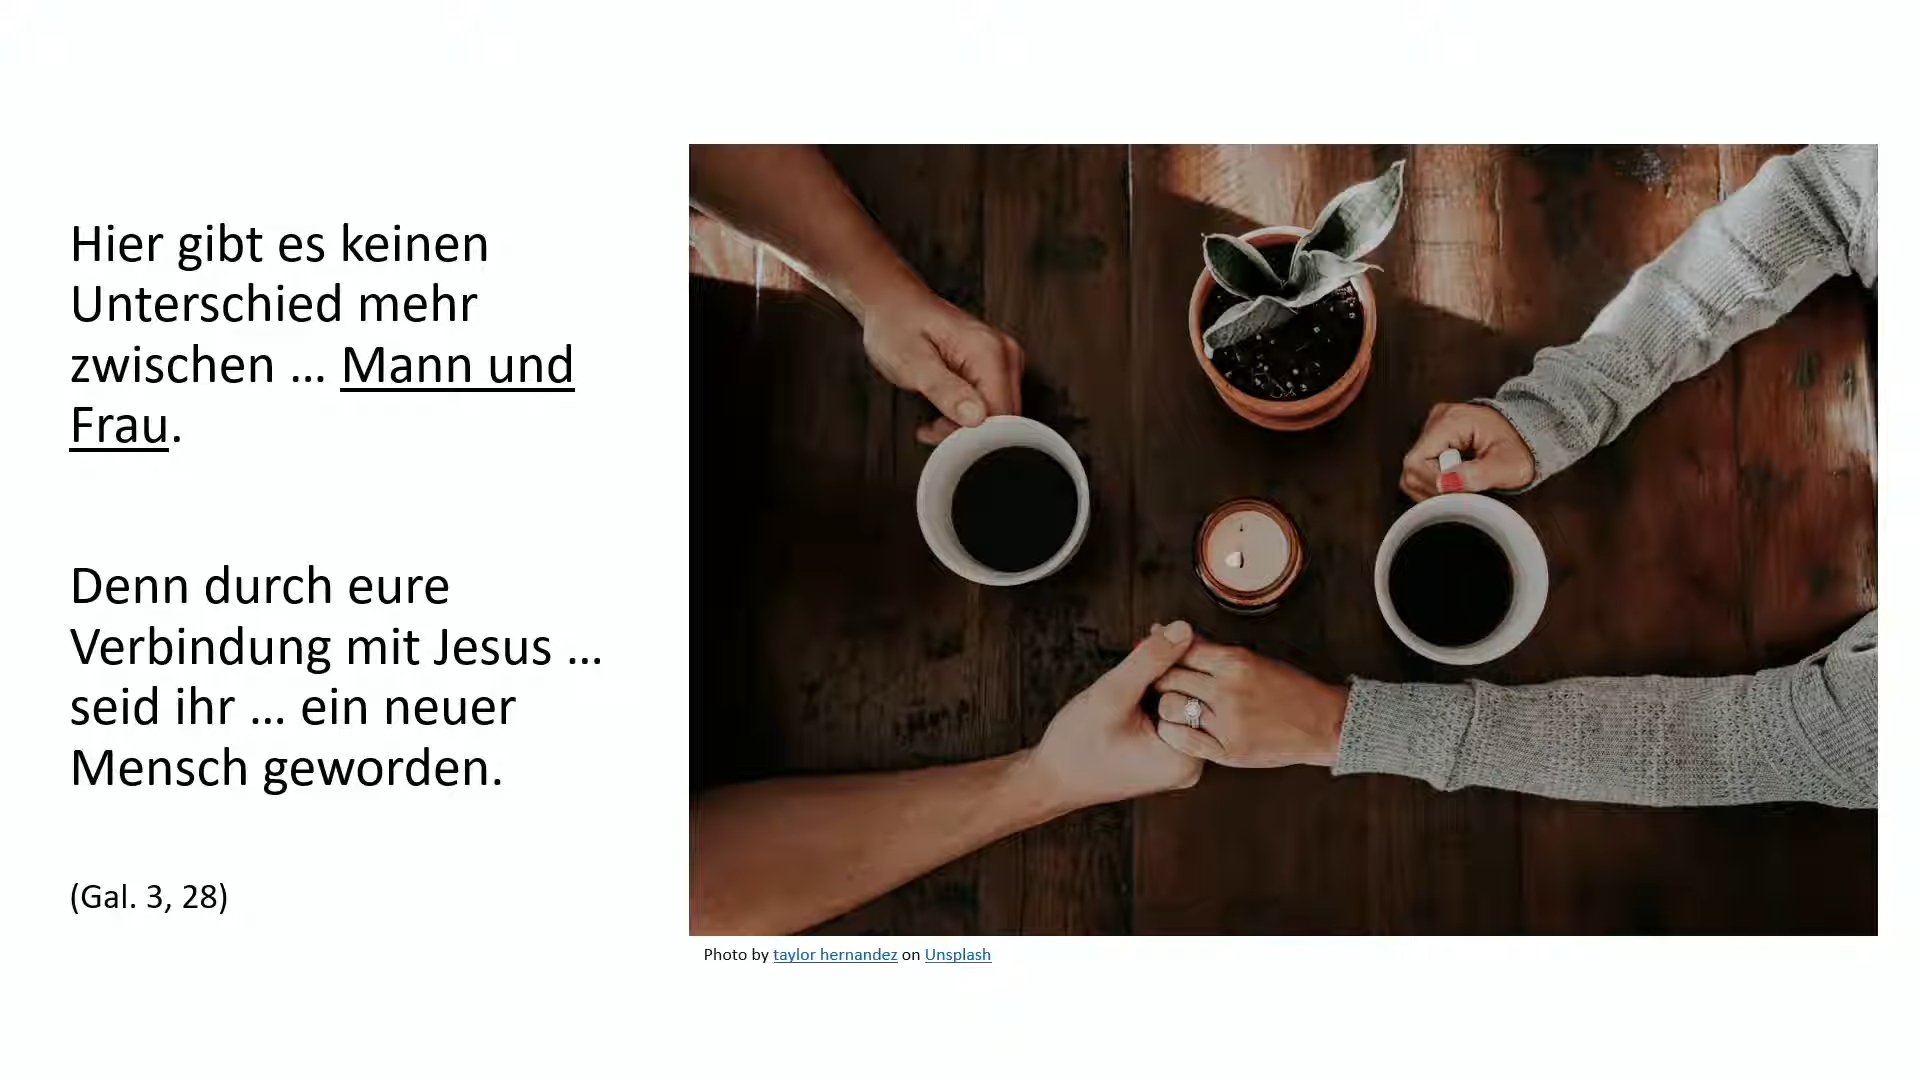 Hier gibt es keinen
Unterschied mehr
zwischen … Mann und
Frau.
Denn durch eure
Verbindung mit Jesus …
seid ihr … ein neuer
Mensch geworden.
(Gal. 3, 28)
Photo by taylor hernandez on Unsplash